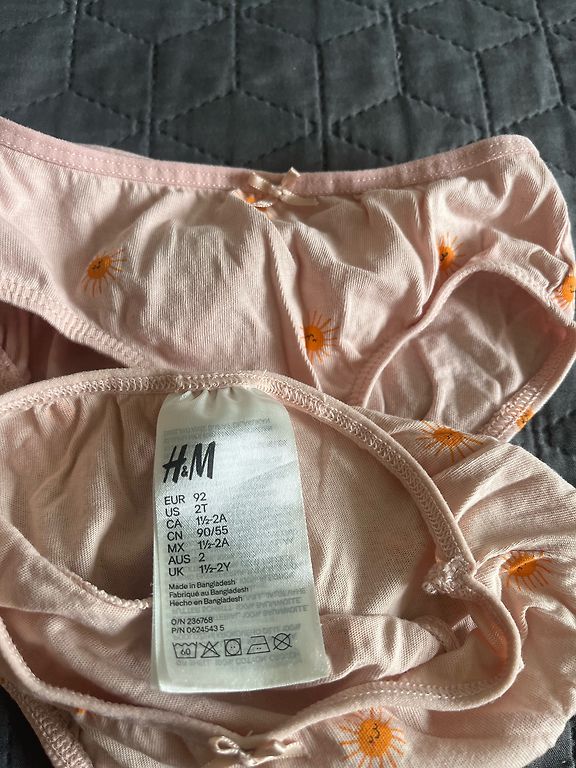 H&M
EUR 92
US 2T
CA 1½-2A
CN 90/55
MX 1½-2A
AUS 2
UK 1½-2Y
Made in Bangladesh
Fabriqué au Bangladesh
Hecho en Bangladesh
O/N 236768
P/N 0624543 5
60